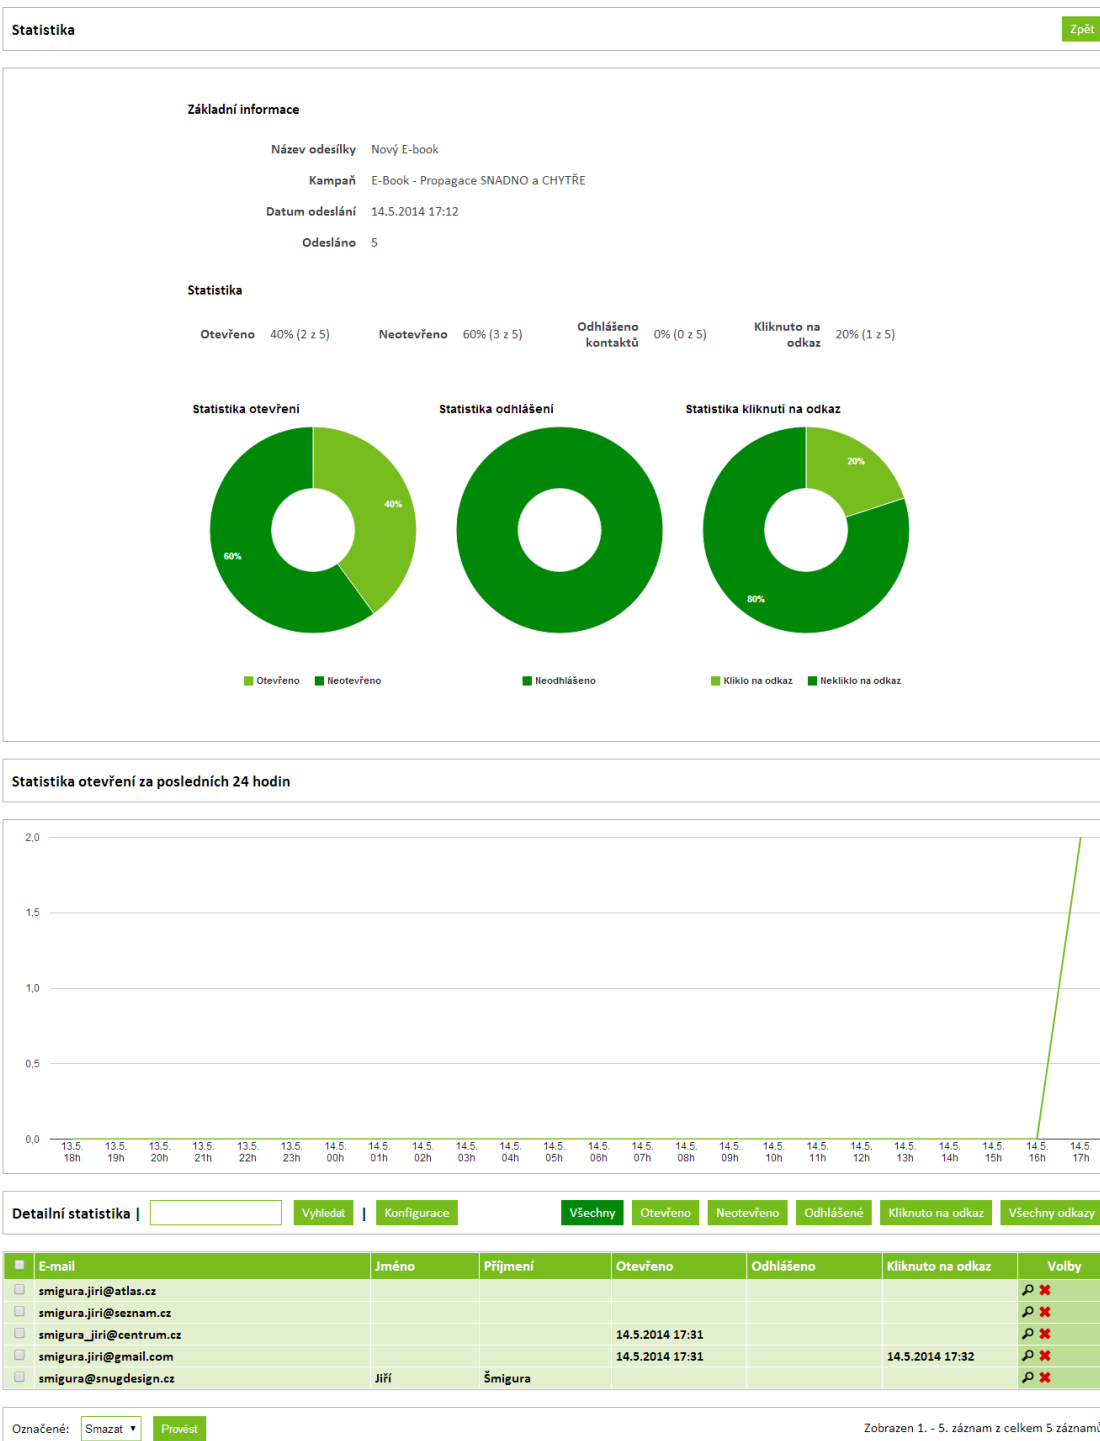 Statistika
Zpět
Základní informace
Název odesílky Nový E-book
Kampaň E-Book - Propagace SNADNO a CHYTŘE
Datum odeslání 14.5.2014 17:12
Odesláno 5
Statistika
Otevřeno 40% (2 z 5) Neotevřeno 60% (3 z 5) Odhlášeno kontaktů 0% (0 z 5) Kliknuto na odkaz 20% (1 z 5)
Statistika otevření Statistika odhlášení Statistika kliknutí na odkaz
40%
60%
20%
80%
Otevřeno Neotevřeno Neodhlášeno Kliklo na odkaz Nekliklo na odkaz
Statistika otevření za posledních 24 hodin
2,0
1,5
1,0
0,5
0,0
13.5. 13.5. 13.5. 13.5. 13.5. 13.5. 14.5. 14.5. 14.5. 14.5. 14.5. 14.5. 14.5. 14.5. 14.5. 14.5. 14.5. 14.5. 14.5. 14.5. 14.5. 14.5. 14.5. 14.5.
18h 19h 20h 21h 22h 23h 00h 01h 02h 03h 04h 05h 06h 07h 08h 09h 10h 11h 12h 13h 14h 15h 16h 17h
Detailní statistika | Vyhledat | Konfigurace Všechny Otevřeno Neotevřeno Odhlášené Kliknuto na odkaz Všechny odkazy
E-mail Jméno Příjmení Otevřeno Odhlášeno Kliknuto na odkaz Volby
smigura.jiri@atlas.cz
smigura.jiri@seznam.cz
smigura_jiri@centrum.cz 14.5.2014 17:31
smigura.jiri@gmail.com 14.5.2014 17:31 14.5.2014 17:32
smigura@snugdesign.cz Jiří Šmigura
Označené: Smazat Provést Zobrazen 1. - 5. záznam z celkem 5 záznamů